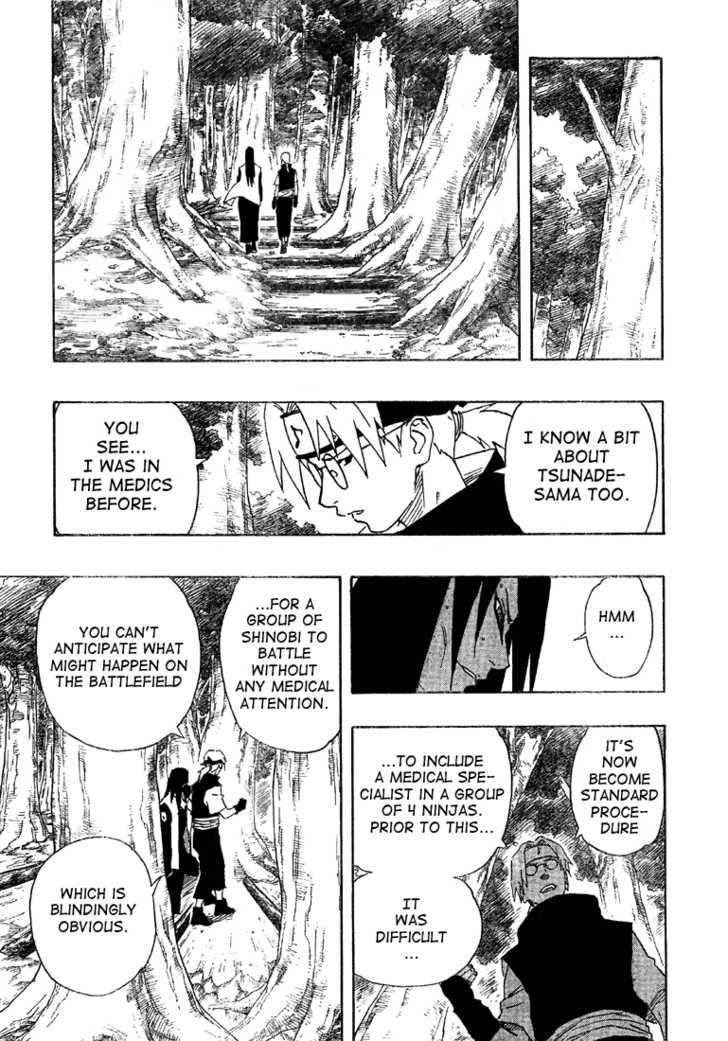 I KNOW A BIT
ABOUT
TSUNADE-
SAMA TOO.
YOU
SEE...
I WAS IN
THE MEDICS
BEFORE.
HMM
...
IT'S
NOW
BECOME
STANDARD
PROCE-
DURE
...TO INCLUDE
A MEDICAL SPE-
CIALIST IN A GROUP
OF 4 NINJAS.
PRIOR TO THIS...
IT
WAS
DIFFICULT
...
...FOR A
GROUP OF
SHINOBI TO
BATTLE
WITHOUT
ANY MEDICAL
ATTENTION.
YOU CAN'T
ANTICIPATE WHAT
MIGHT HAPPEN ON
THE BATTLEFIELD
WHICH IS
BLINDINGLY
OBVIOUS.